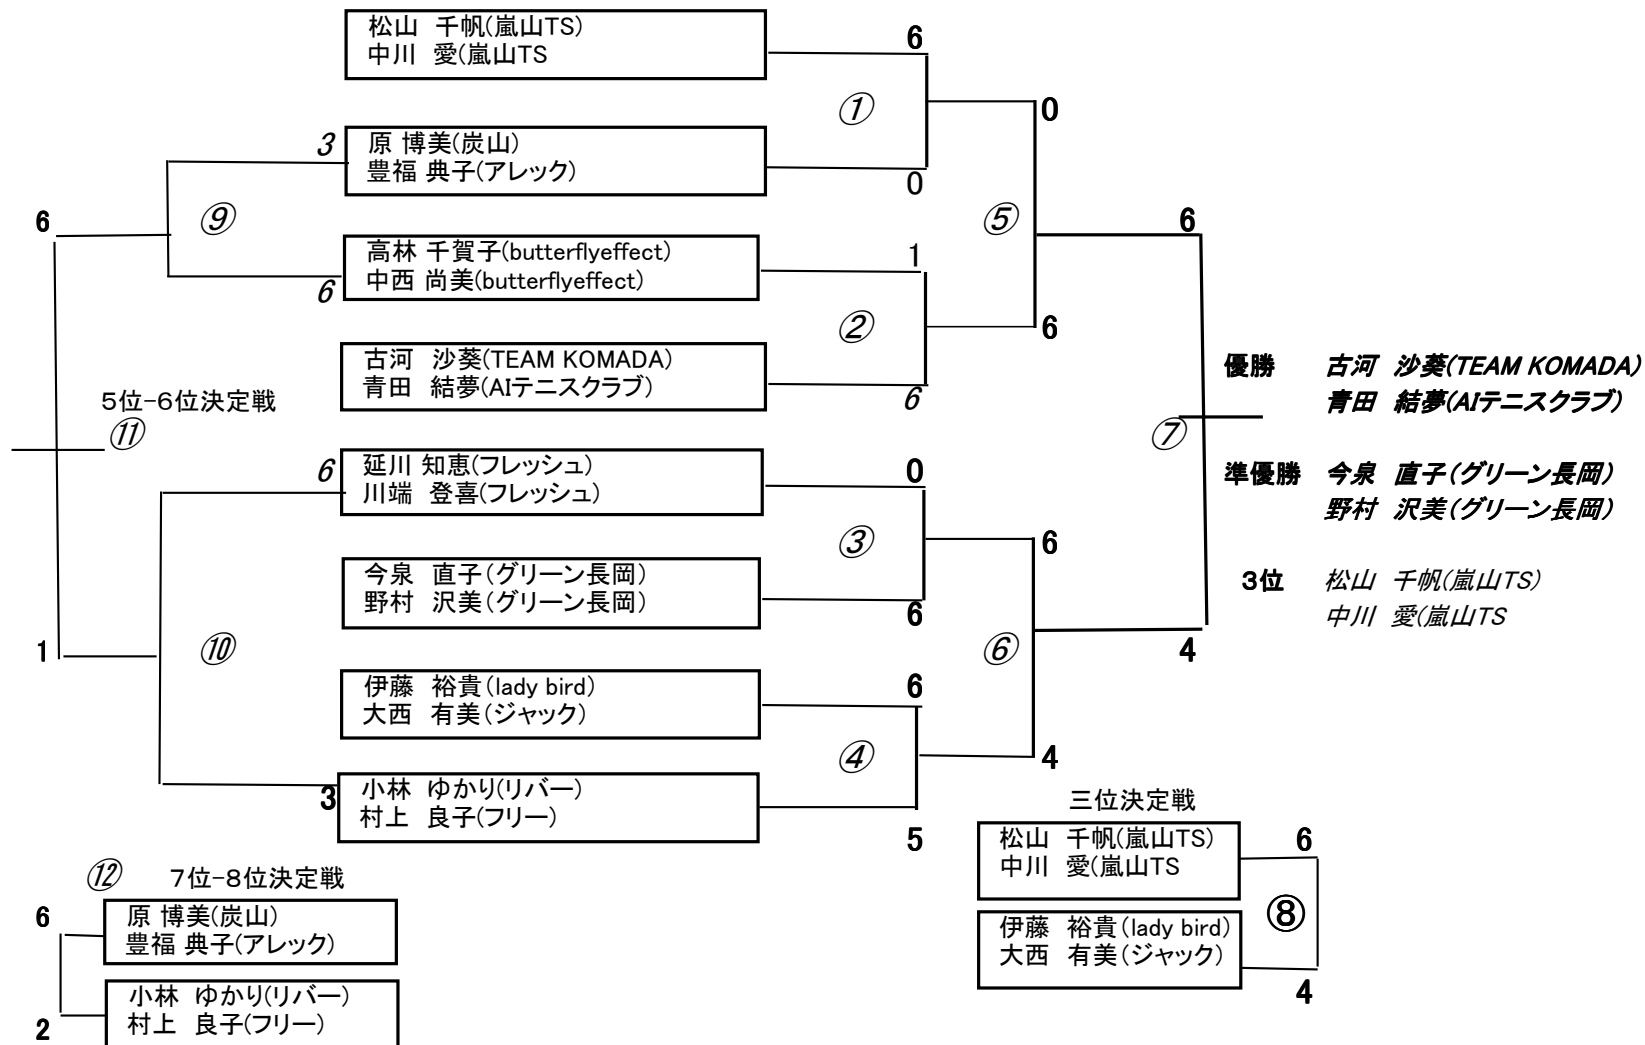 松山 千帆(嵐山TS)
中川 愛(嵐山TS
6
①
0
3
原 博美(炭山)
豊福 典子(アレック)
0
⑤
6
⑨
6
高林 千賀子(butterflyeffect)
中西 尚美(butterflyeffect)
1
6
②
6
古河 沙葵(TEAM KOMADA)
青田 結夢(AIテニスクラブ)
6
優勝 古河 沙葵(TEAM KOMADA)
青田 結夢(AIテニスクラブ)
5位-6位決定戦
⑪
⑦
6
延川 知恵(フレッシュ)
川端 登喜(フレッシュ)
0
準優勝 今泉 直子(グリーン長岡)
野村 沢美(グリーン長岡)
③
6
今泉 直子(グリーン長岡)
野村 沢美(グリーン長岡)
6
3位 松山 千帆(嵐山TS)
中川 愛(嵐山TS
1
⑩
⑥
4
伊藤 裕貴(lady bird)
大西 有美(ジャック)
6
④
4
3
小林 ゆかり(リバー)
村上 良子(フリー)
5
三位決定戦
松山 千帆(嵐山TS)
中川 愛(嵐山TS
6
⑧
伊藤 裕貴(lady bird)
大西 有美(ジャック)
4
⑫ 7位-8位決定戦
6
原 博美(炭山)
豊福 典子(アレック)
小林 ゆかり(リバー)
村上 良子(フリー)
2